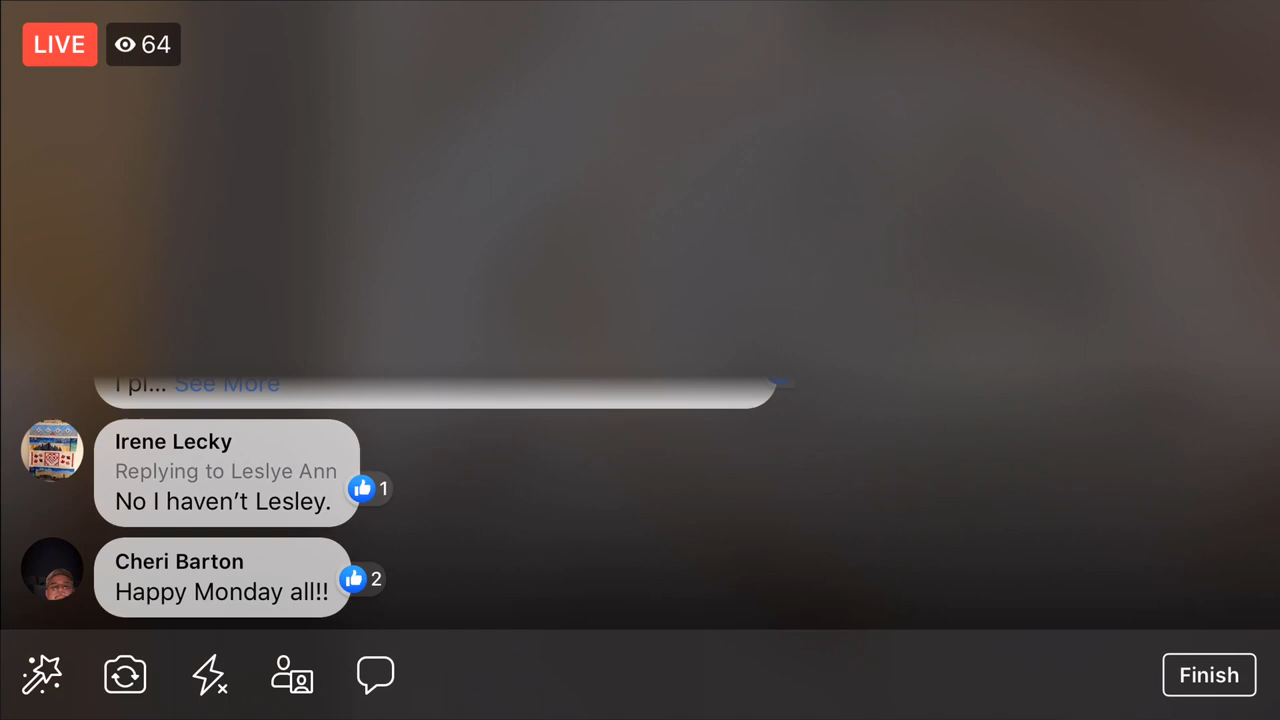 LIVE
64
I pl... See More
Irene Lecky
Replying to Leslye Ann
No I haven’t Lesley.
1
Cheri Barton
Happy Monday all!!
2
Finish